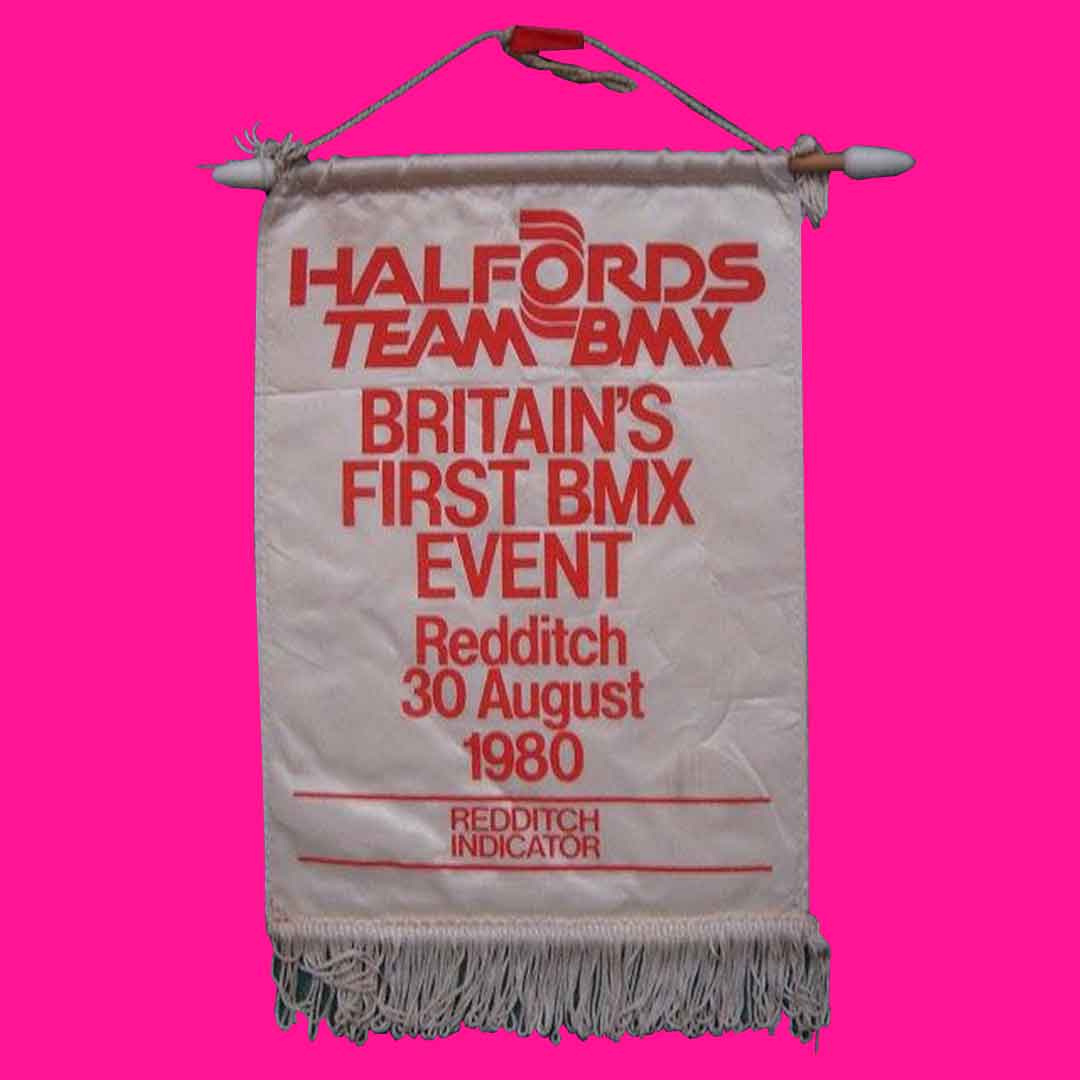 HALFORDS
TEAM BMX
BRITAIN'S
FIRST BMX
EVENT
Redditch
30 August
1980
REDDITCH
INDICATOR